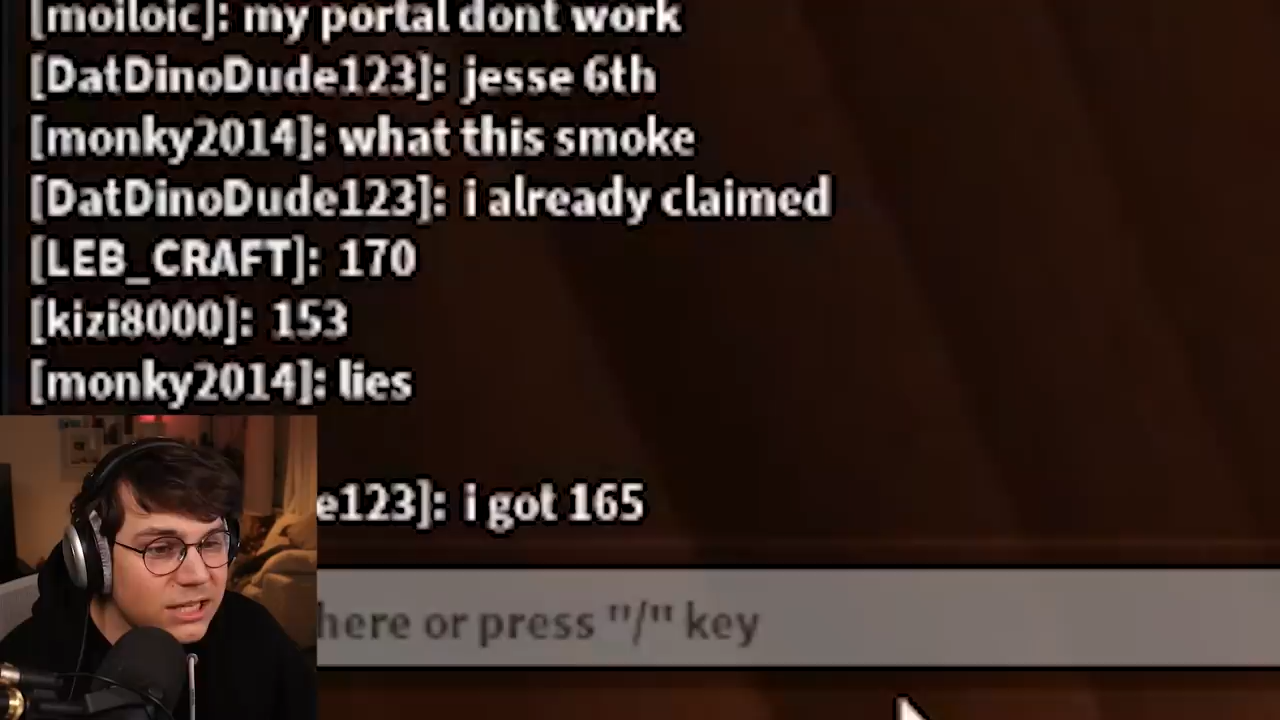 [moiloic]: my portal dont work
[DatDinoDude123]: jesse 6th
[monky2014]: what this smoke
[DatDinoDude123]: i already claimed
[LEB_CRAFT]: 170
[kizi8000]: 153
[monky2014]: lies
e123]: i got 165
here or press "/" key